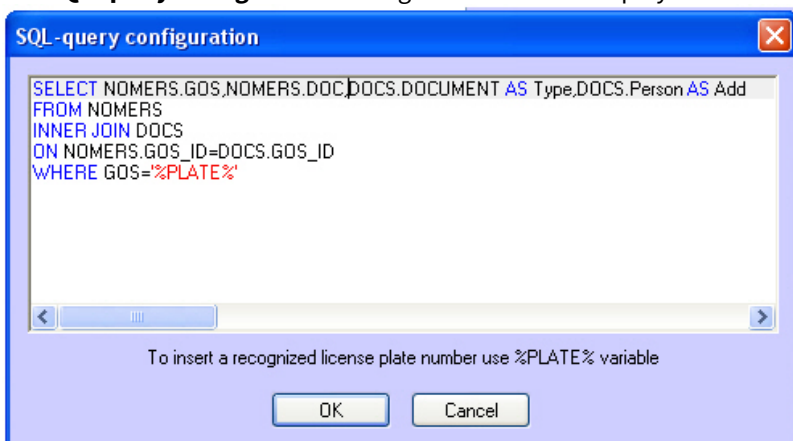 SQL-query configuration
SELECT NOMERS.GOS,NOMERS.DOC,DOCS.DOCUMENT AS Type,DOCS.Person AS Add
FROM NOMERS
INNER JOIN DOCS
ON NOMERS.GOS_ID=DOCS.GOS_ID
WHERE GOS='%PLATE%'
To insert a recognized license plate number use %PLATE% variable
OK Cancel